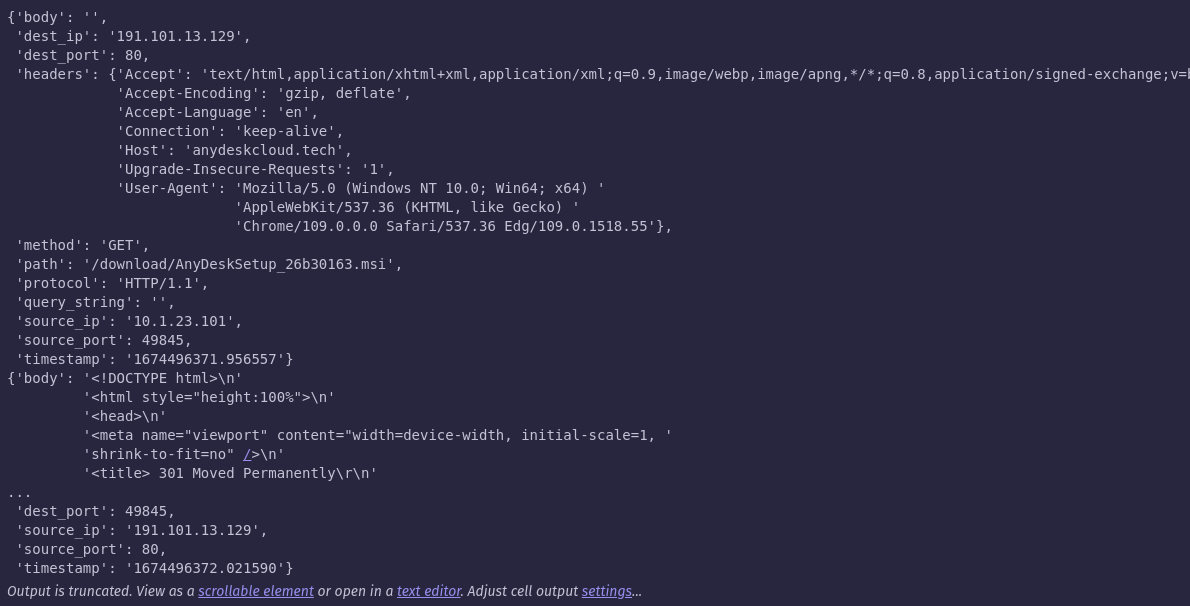 {'body': '',
 'dest_ip': '191.101.13.129',
 'dest_port': 80,
 'headers': {'Accept': 'text/html,application/xhtml+xml,application/xml;q=0.9,image/webp,image/apng,*/*;q=0.8,application/signed-exchange;v=
             'Accept-Encoding': 'gzip, deflate',
             'Accept-Language': 'en',
             'Connection': 'keep-alive',
             'Host': 'anydeskcloud.tech',
             'Upgrade-Insecure-Requests': '1',
             'User-Agent': 'Mozilla/5.0 (Windows NT 10.0; Win64; x64) '
                           'AppleWebKit/537.36 (KHTML, like Gecko) '
                           'Chrome/109.0.0.0 Safari/537.36 Edg/109.0.1518.55'},
 'method': 'GET',
 'path': '/download/AnyDeskSetup_26b30163.msi',
 'protocol': 'HTTP/1.1',
 'query_string': '',
 'source_ip': '10.1.23.101',
 'source_port': 49845,
 'timestamp': '1674496371.956557'}
{'body': '<!DOCTYPE html>\n'
         '<html style="height:100%">\n'
         '<head>\n'
         '<meta name="viewport" content="width=device-width, initial-scale=1, '
         'shrink-to-fit=no" />\n'
         '<title> 301 Moved Permanently\r\n'
...
 'dest_port': 49845,
 'source_ip': '191.101.13.129',
 'source_port': 80,
 'timestamp': '1674496372.021590'}
Output is truncated. View as a scrollable element or open in a text editor. Adjust cell output settings...